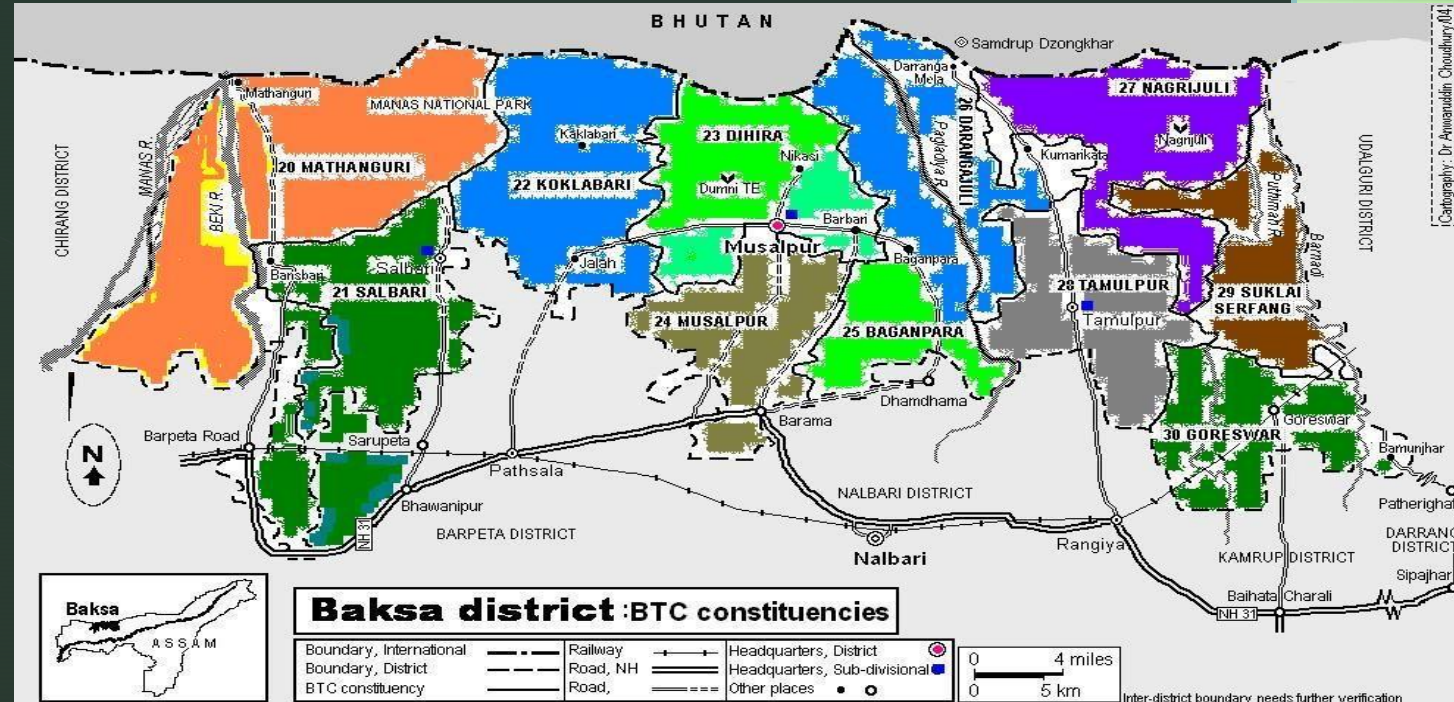 BHUTAN
[Cartography: Dr Anwaruddin Choudhury/04]
Samdrup Dzongkhar
Darranga
Mela
Mathanguri
MANAS NATIONAL PARK
27 NAGRIJULI
Nagrijuli
26 DARANGAJULI
Pagladiya R.
Kaklabari
23 DIHIRA
Nikasi
Kumarikata
CHIRANG DISTRICT
MANAS R.
BEKI R.
20 MATHANGURI
22 KOKLABARI
Dumni TE
UDALGURI DISTRICT
Puthimari R.
Barnadi
Barbari
Musalpur
Baganpara
Salbari
Bansbari
Jalah
21 SALBARI
28 TAMULPUR
29 SUKLAI
SERFANG
24 MUSALPUR
25 BAGANPARA
Tamulpur
Dhamdhama
Barama
Goreswar
30 GORESWAR
Barpeta Road
Sarupeta
Bamunjhar
N
Pathsala
Bhawanipur
NALBARI DISTRICT
Patherighat
NH 31
BARPETA DISTRICT
Nalbari
Rangiya
KAMRUP DISTRICT
DARRANG
DISTRICT
Sipajhar
Baihata Charali
NH 31
Baksa
ASSAM
Baksa district :BTC constituencies
Boundary, International
Railway
Headquarters, District
Boundary, District
Road, NH
Headquarters, Sub-divisional
BTC constituency
Road,
Other places
0 4 miles
0 5 km
Inter-district boundary needs further verification